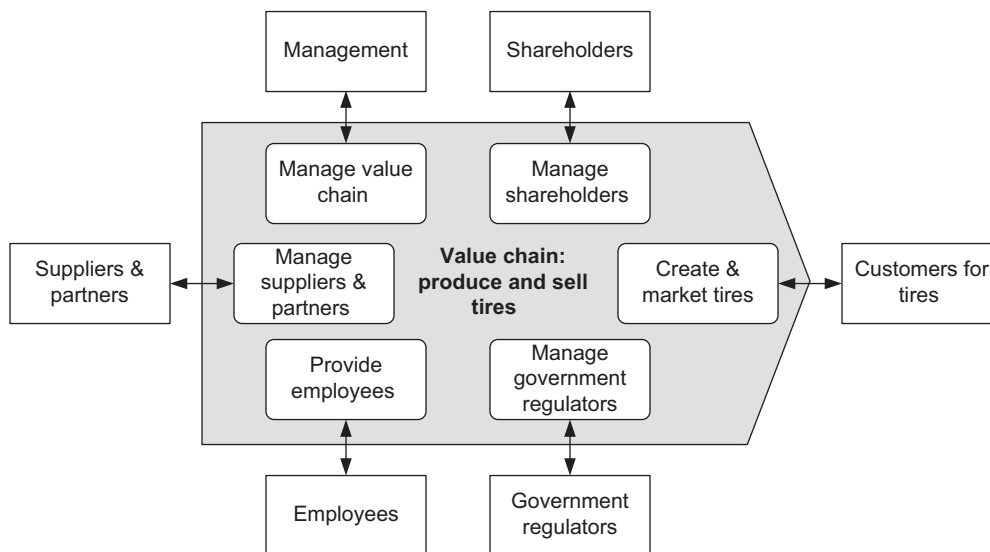 Management
Shareholders
Manage value
chain
Manage
shareholders
Suppliers &
partners
Manage
suppliers &
partners
Value chain:
produce and sell
tires
Create &
market tires
Customers for
tires
Provide
employees
Manage
government
regulators
Employees
Government
regulators